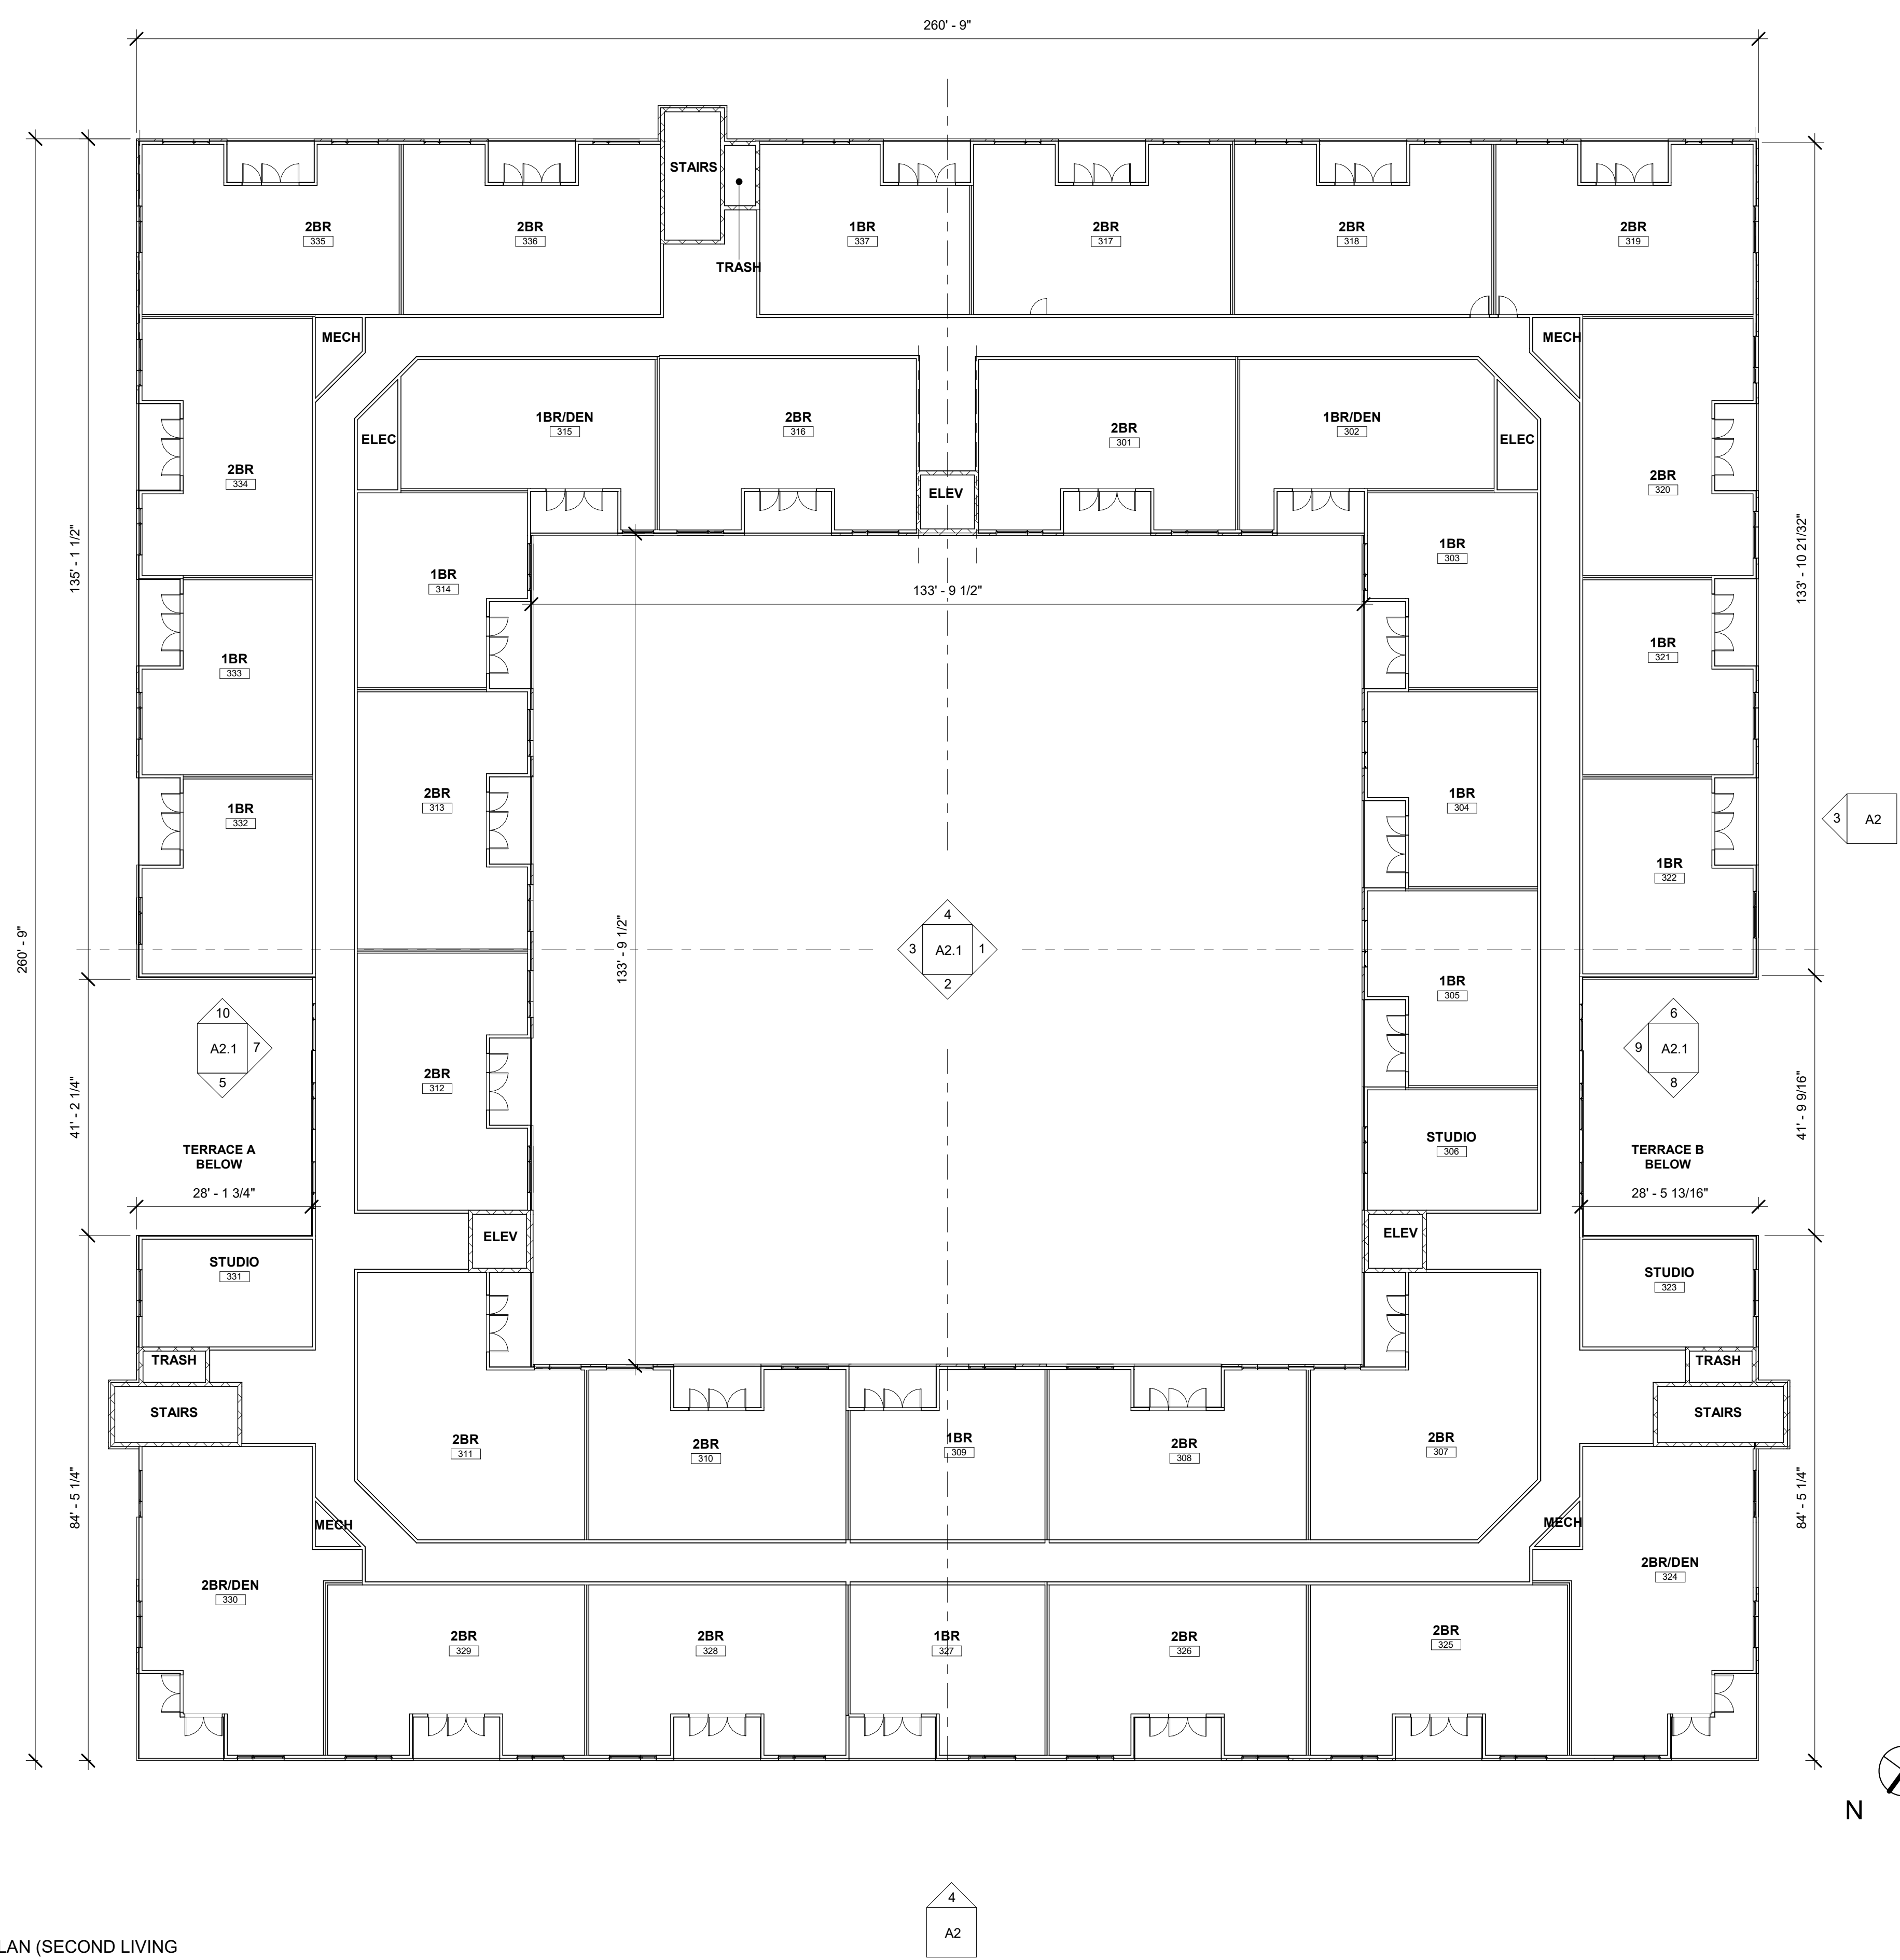 260' - 9"
STAIRS
2BR
335
2BR
336
1BR
337
2BR
317
2BR
318
2BR
319
TRASH
MECH
MECH
1BR/DEN
315
2BR
316
2BR
301
1BR/DEN
302
ELEC
ELEC
2BR
334
ELEV
2BR
320
135' - 1 1/2"
133' - 10 21/32"
1BR
303
1BR
314
133' - 9 1/2"
1BR
333
1BR
321
2BR
313
1BR
304
1BR
332
1BR
322
3
A2
260' - 9"
133' - 9 1/2"
4
3
A2.1
1
2
1BR
305
10
A2.1
7
5
6
9
A2.1
8
2BR
312
41' - 2 1/4"
41' - 9 9/16"
STUDIO
306
TERRACE A
BELOW
TERRACE B
BELOW
28' - 1 3/4"
28' - 5 13/16"
ELEV
ELEV
STUDIO
331
STUDIO
323
TRASH
TRASH
STAIRS
STAIRS
2BR
311
2BR
310
1BR
309
2BR
308
2BR
307
84' - 5 1/4"
84' - 5 1/4"
MECH
MECH
2BR/DEN
330
2BR/DEN
324
2BR
329
2BR
328
1BR
327
2BR
326
2BR
325
N
4
A2
LAN (SECOND LIVING